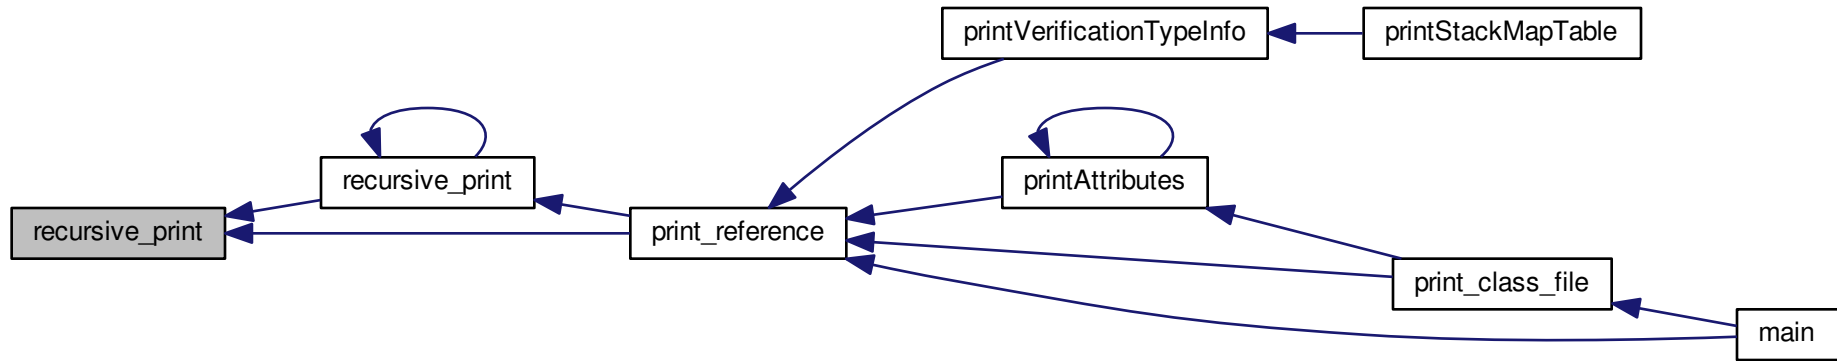 printVerificationTypeInfo
printStackMapTable
recursive_print
printAttributes
recursive_print
print_reference
print_class_file
main